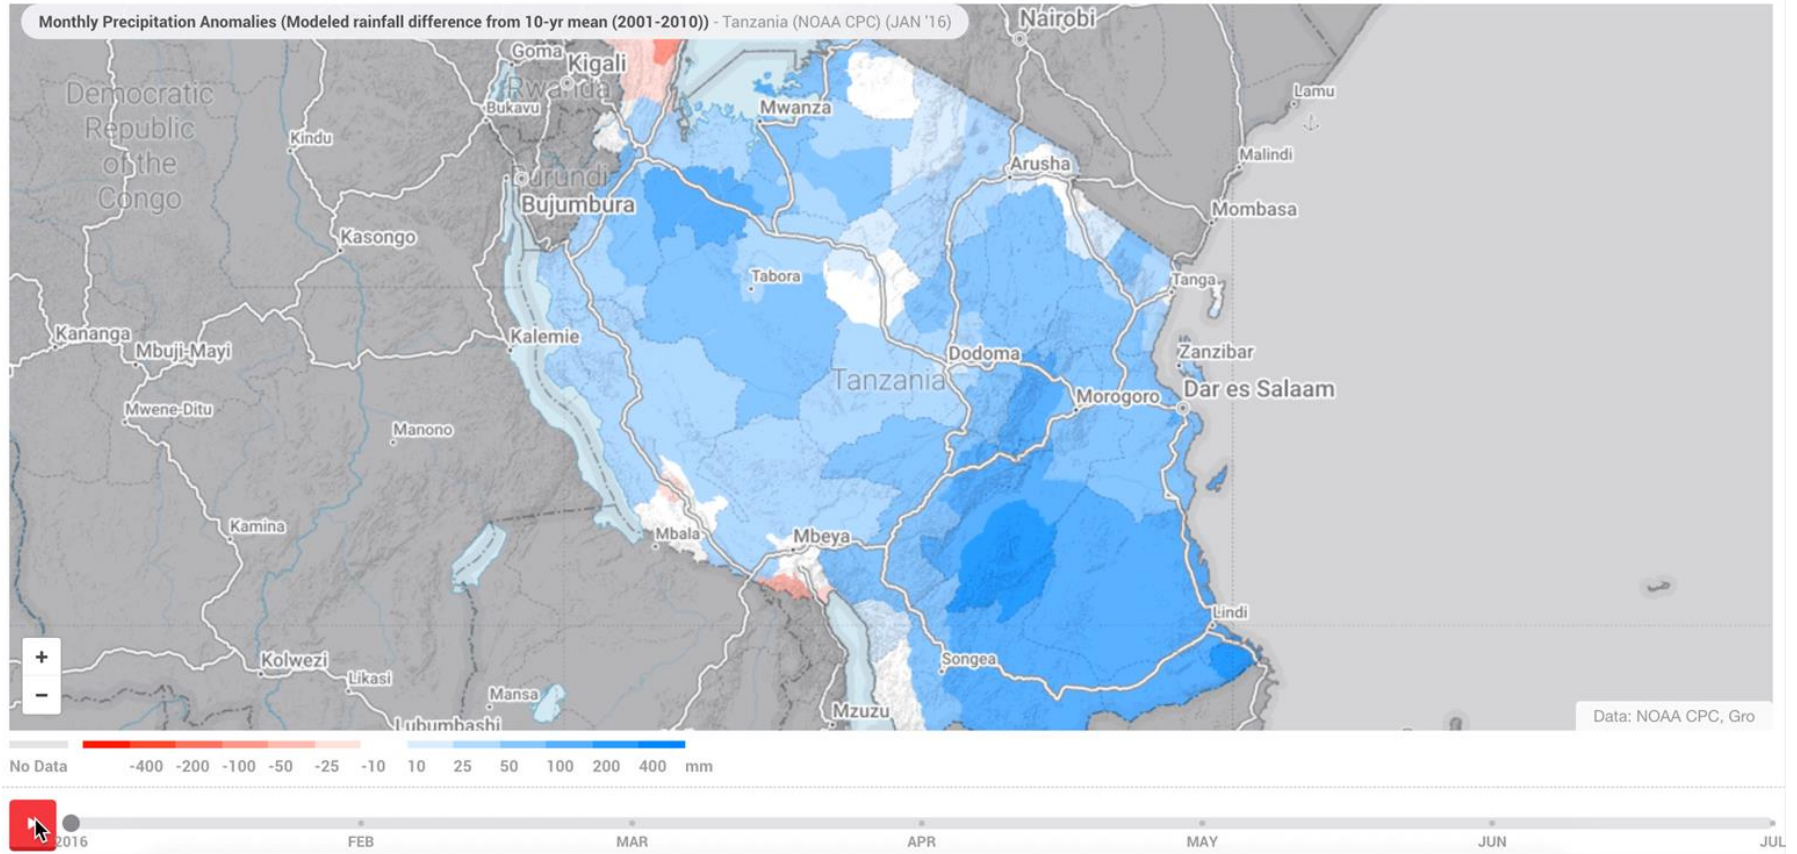 Monthly Precipitation Anomalies (Modeled rainfall difference from 10-yr mean (2001-2010)) - Tanzania (NOAA CPC) (JAN '16)
Nairobi
Goma
Kigali
Rwanda
Democratic
Republic
of the
Congo
Bukavu
Mwanza
Lamu
Kindu
Arusha
Malindi
Burundi
Bujumbura
Mombasa
Kasongo
Tabora
Tanga
Kananga
Mbuji-Mayi
Kalemie
Dodoma
Zanzibar
Tanzania
Dar es Salaam
Morogoro
Mwene-Ditu
Manono
Kamina
Mbala
Mbeya
Lindi
+
−
Kolwezi
Likasi
Songea
Mansa
Mzuzu
Lubumbashi
Data: NOAA CPC, Gro
No Data -400 -200 -100 -50 -25 -10 10 25 50 100 200 400 mm
2016 FEB MAR APR MAY JUN JUL